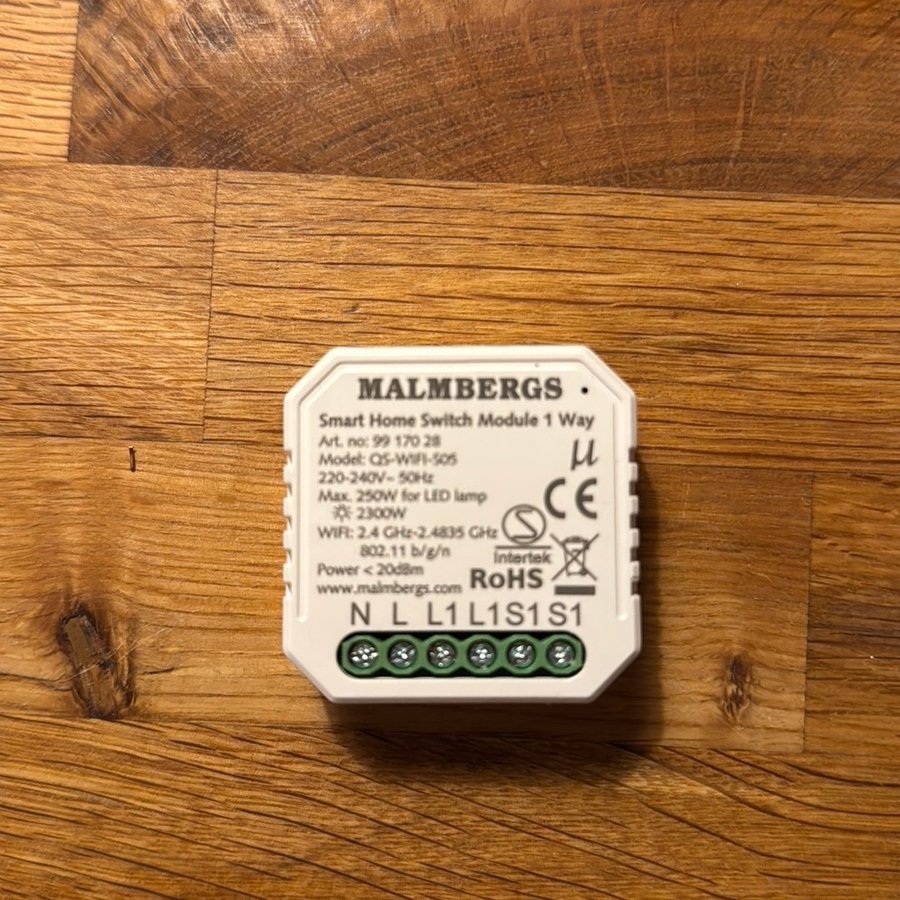 MALMBERGS
Smart Home Switch Module 1 Way
Art. no: 99 170 28
Model: QS-WIFI-S05
220-240V~ 50Hz
Max. 250W for LED lamp
2300W
WIFI: 2.4 GHz-2.4835 GHz
802.11 b/g/n
Power < 20dBm
www.malmbergs.com
µ
CE
S
Intertek
RoHS
N L L1 L1 S1 S1